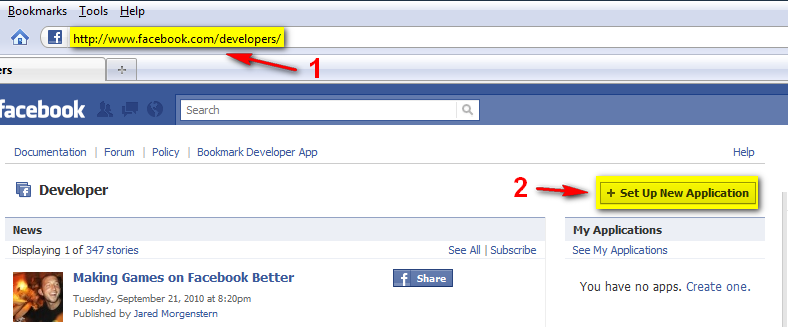 Bookmarks Tools Help
http://www.facebook.com/developers/
1
ers
facebook
Search
Documentation | Forum | Policy | Bookmark Developer App
Help
Developer
2
+ Set Up New Application
News
Displaying 1 of 347 stories
See All | Subscribe
Making Games on Facebook Better
Share
Tuesday, September 21, 2010 at 8:20pm
Published by Jared Morgenstern
My Applications
See My Applications
You have no apps. Create one.